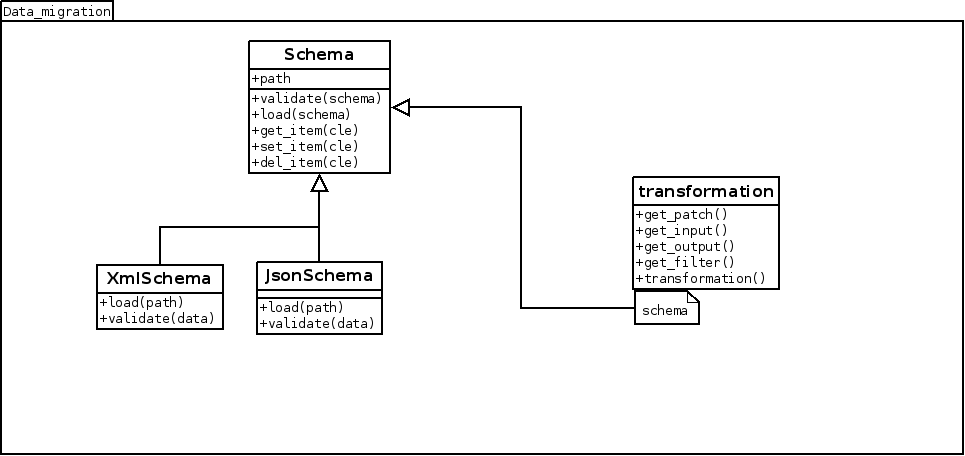 Data_migration
Schema
+path
+validate(schema)
+load(schema)
+get_item(cle)
+set_item(cle)
+del_item(cle)
transformation
+get_patch()
+get_input()
+get_output()
+get_filter()
+transformation()
schema
XmlSchema
+load(path)
+validate(data)
JsonSchema
+load(path)
+validate(data)